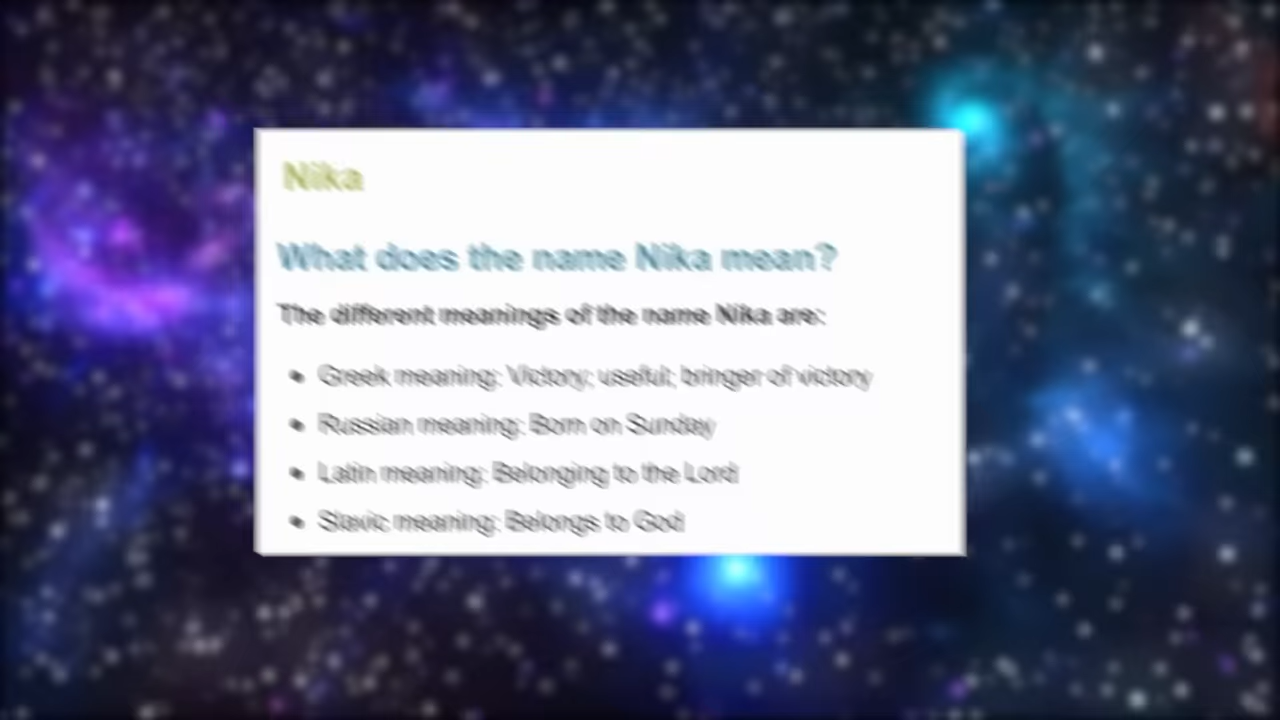 Nika
What does the name Nika mean?
The different meanings of the name Nika are:
• Greek meaning: Victory; useful; bringer of victory
• Russian meaning: Born on Sunday
• Latin meaning: Belonging to the Lord
• Slavic meaning: Belongs to God